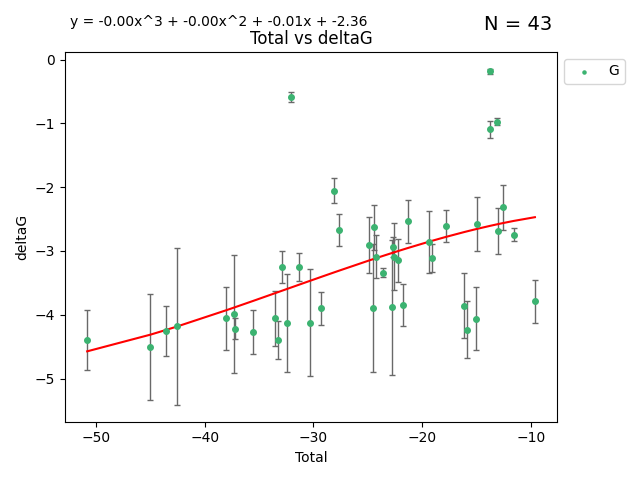 y = -0.00x^3 + -0.00x^2 + -0.01x + -2.36
N = 43
Total vs deltaG
G
0
−1
−2
−3
−4
−5
deltaG
−50
−40
−30
−20
−10
Total